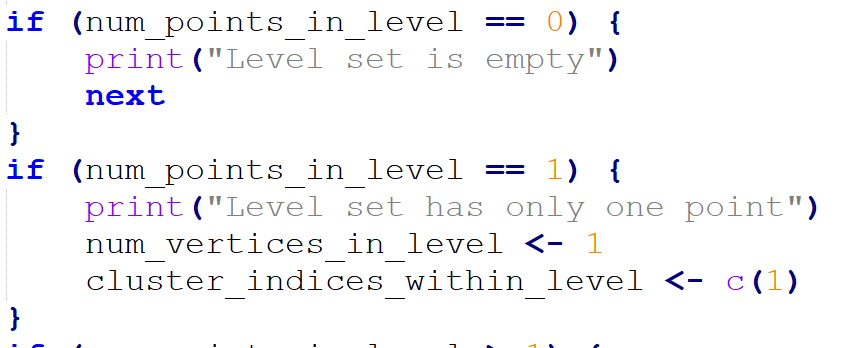 if (num_points_in_level == 0) {
    print("Level set is empty")
    next
}
if (num_points_in_level == 1) {
    print("Level set has only one point")
    num_vertices_in_level <- 1
    cluster_indices_within_level <- c(1)
}